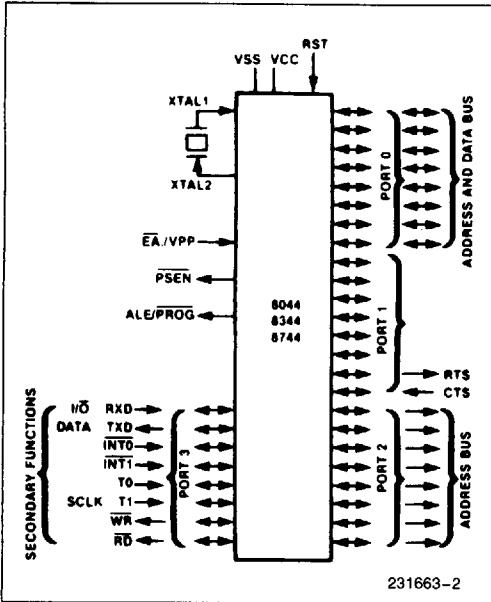 RST
VSS VCC
XTAL1
XTAL2
PORT 0
ADDRESS AND DATA BUS
EA/VPP
PSEN
ALE/PROG
8044
8344
8744
PORT 1
RTS
CTS
SECONDARY FUNCTIONS
I/O RXD
DATA TXD
INT0
INT1
T0
SCLK T1
WR
RD
PORT 3
PORT 2
ADDRESS BUS
231663-2